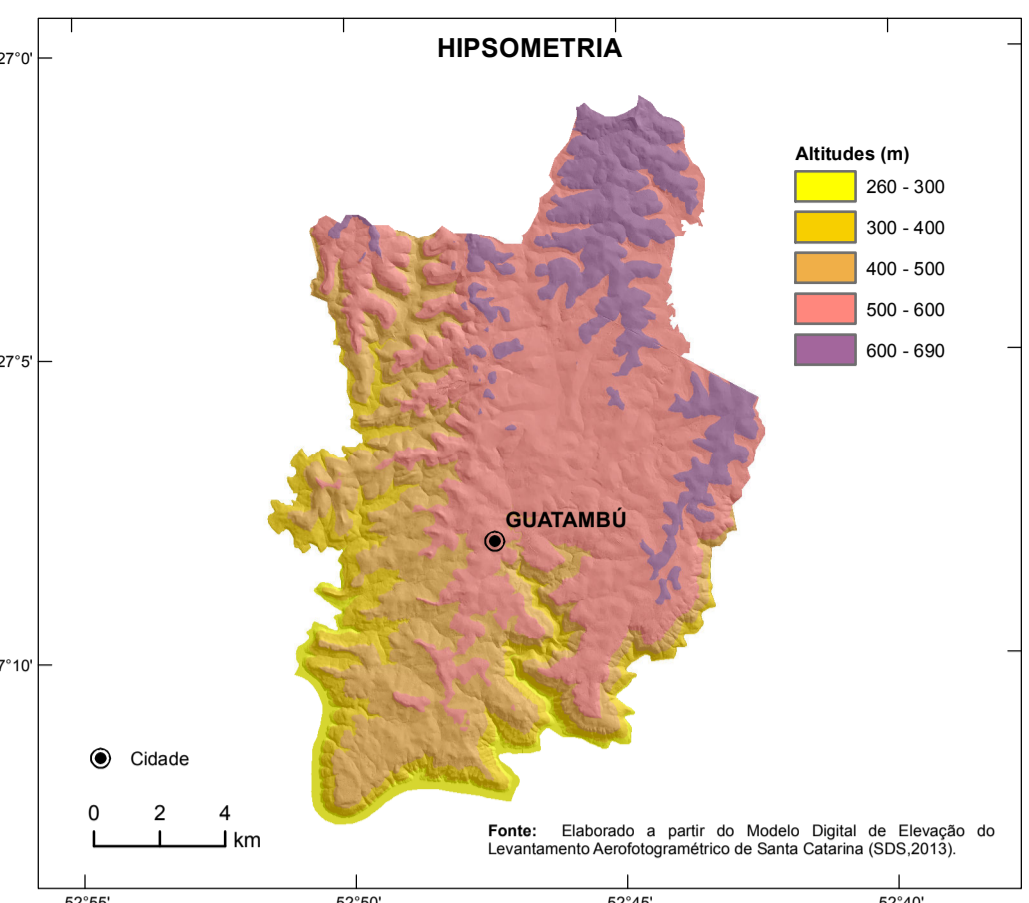 HIPSOMETRIA
27°0'
Altitudes (m)
260 - 300
300 - 400
400 - 500
500 - 600
600 - 690
27°5'
GUATAMBÚ
7°10'
Cidade
0 2 4
km
Fonte: Elaborado a partir do Modelo Digital de Elevação do
Levantamento Aerofotogramétrico de Santa Catarina (SDS,2013).
52°55' 52°50' 52°45' 52°40'